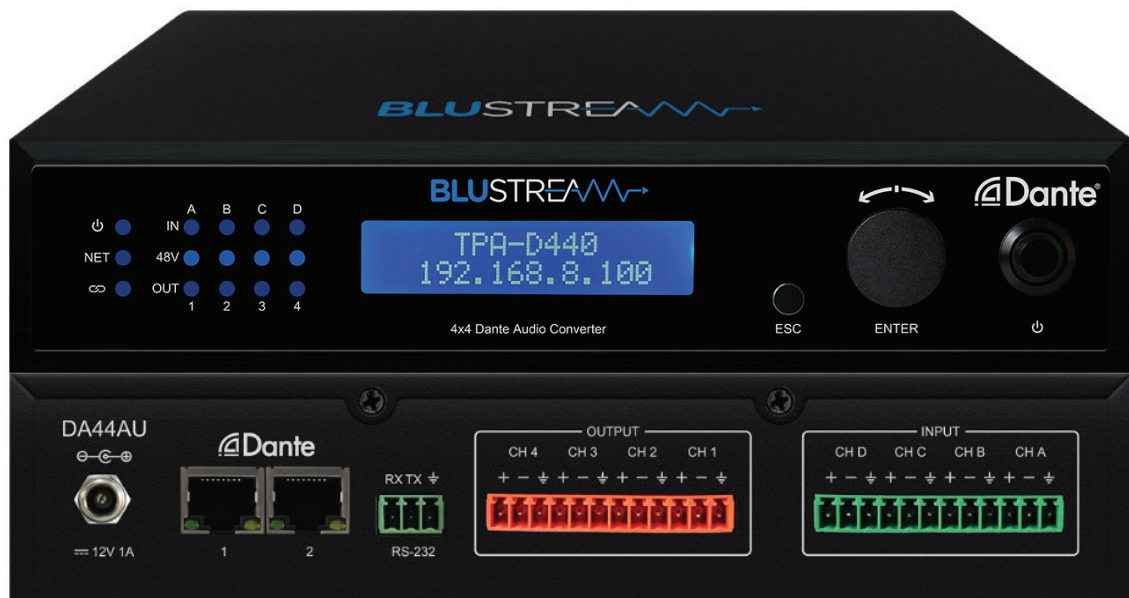 BLUSTREAM
BLUSTREAM
Dante®
A B C D
IN
NET 48V
OUT
1 2 3 4
TPA-D440
192.168.8.100
4x4 Dante Audio Converter
ESC
ENTER
DA44AU
Dante
OUTPUT
CH 4 CH 3 CH 2 CH 1
+ − + − + − + −
INPUT
CH D CH C CH B CH A
+ − + − + − + −
RX TX
RS-232
12V 1A
1 2